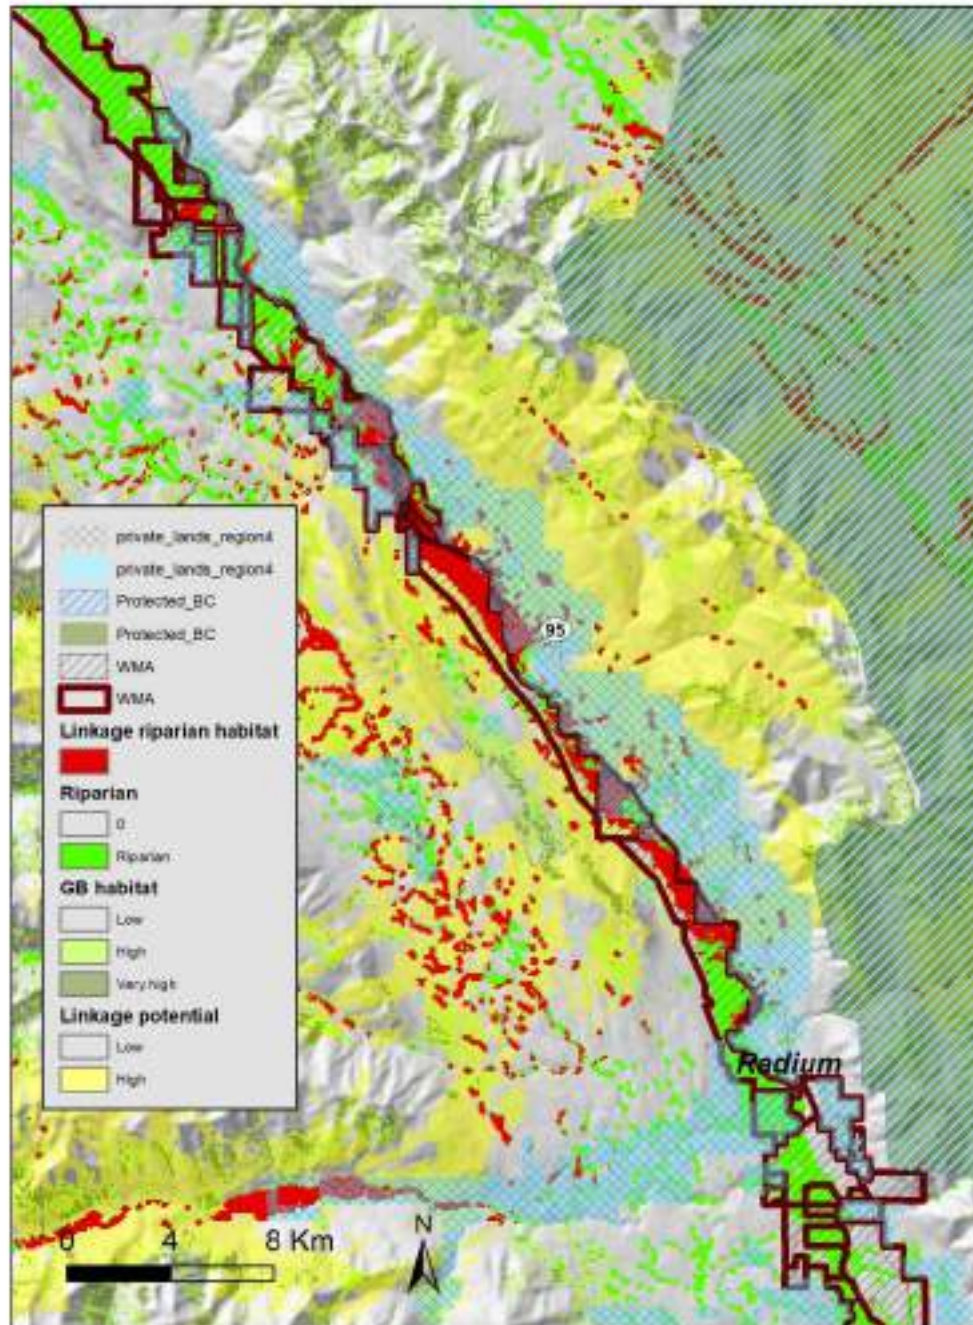 95
private_lands_region4
private_lands_region4
Protected_BC
Protected_BC
WMA
WMA
Linkage riparian habitat
Riparian
0
Riparian
GB habitat
Low
High
Very high
Linkage potential
Low
High
Radium
0 4 8 Km
N